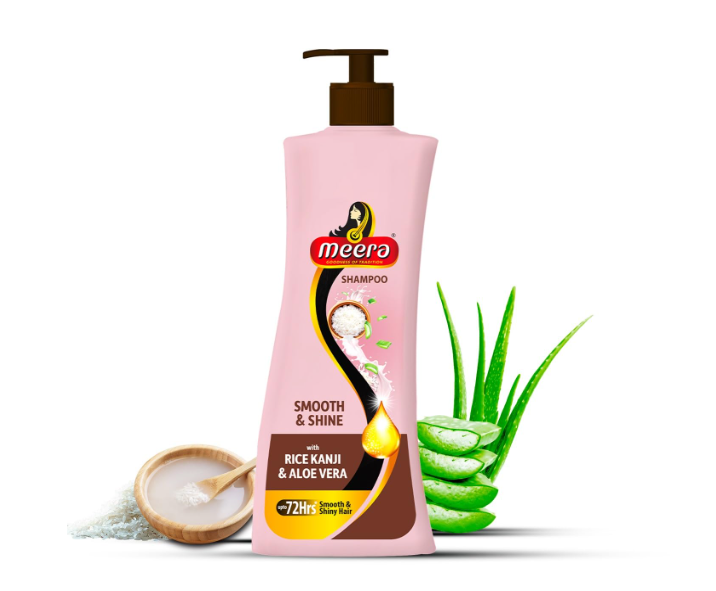 meera®
GOODNESS OF TRADITION
SHAMPOO
SMOOTH
& SHINE
with
RICE KANJI
& ALOE VERA
upto 72Hrs Smooth &
Shiny Hair